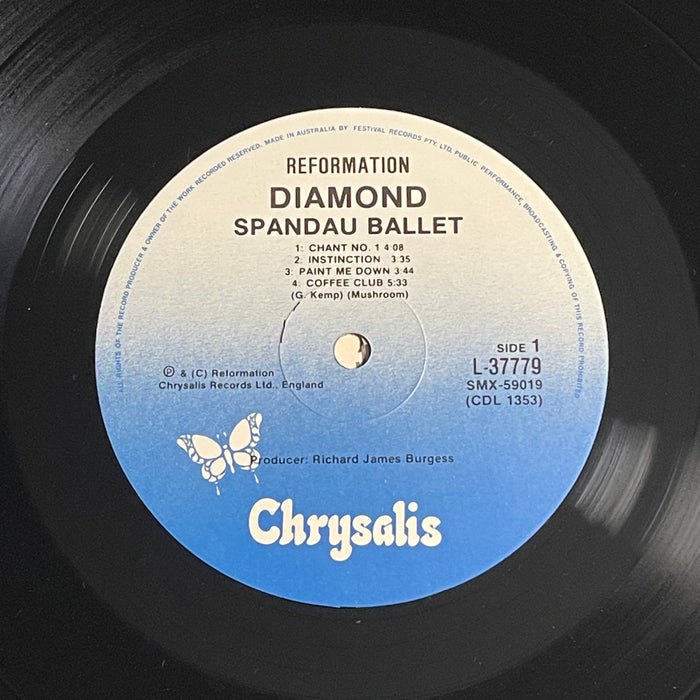 ALL RIGHTS OF THE RECORD PRODUCER & OWNER OF THE WORK RECORDED RESERVED. MADE IN AUSTRALIA BY FESTIVAL RECORDS PTY. LTD. PUBLIC PERFORMANCE, BROADCASTING & COPYING OF THIS RECORD PROHIBITED
REFORMATION
DIAMOND
SPANDAU BALLET
1: CHANT NO. 1 4:08
2. INSTINCTION 3:35
3: PAINT ME DOWN 3:44
4. COFFEE CLUB 5:33
(G. Kemp) (Mushroom)
SIDE 1
L-37779
SMX-59019
(CDL 1353)
℗ & (C) Reformation
Chrysalis Records Ltd., England
Producer: Richard James Burgess
Chrysalis